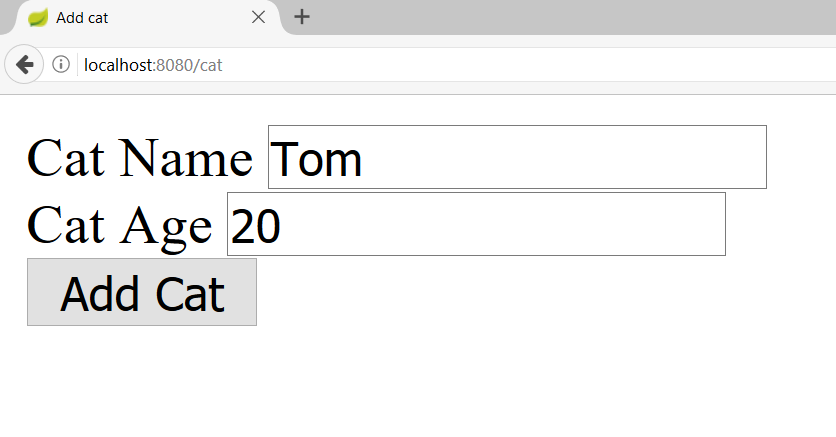 Add cat
localhost:8080/cat
Cat Name Tom
Cat Age 20
Add Cat